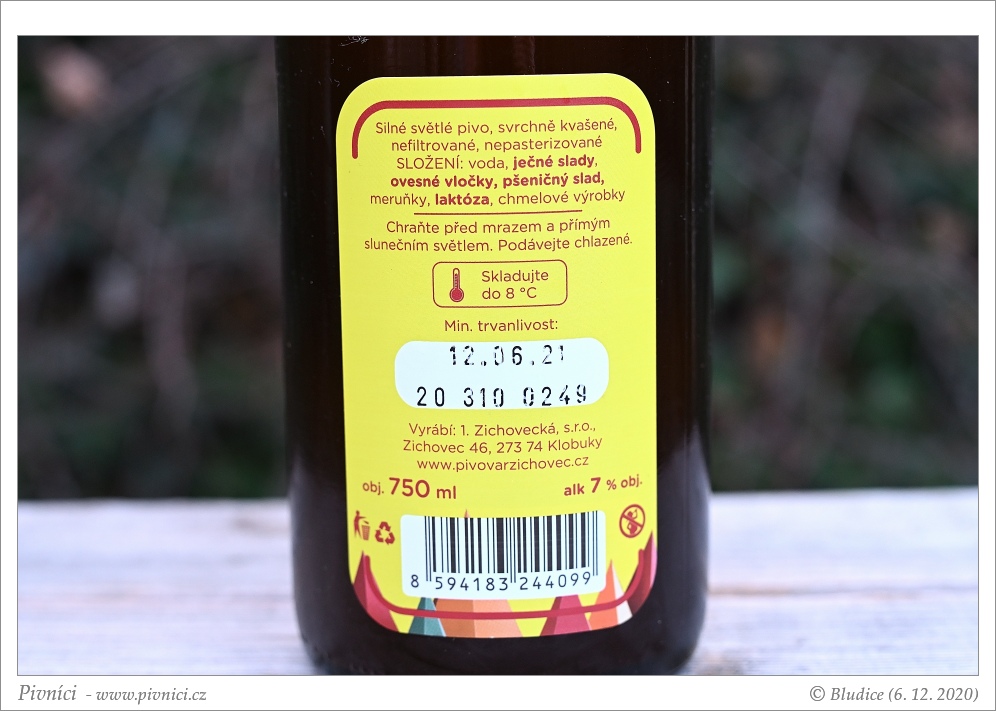 Silné světlé pivo, svrchně kvašené,
nefiltrované, nepasterizované
SLOŽENÍ: voda, ječné slady,
ovesné vločky, pšeničný slad,
meruňky, laktóza, chmelové výrobky
Chraňte před mrazem a přímým
slunečním světlem. Podávejte chlazené.
Skladujte
do 8 °C
Min. trvanlivost:
12.06.21
20 310 0249
Vyrábí: 1. Zichovecká, s.r.o.,
Zichovec 46, 273 74 Klobuky
www.pivovarzichovec.cz
obj. 750 ml
alk 7 % obj.
8 594183 244099
Pivníci - www.pivnici.cz
© Bludice (6. 12. 2020)